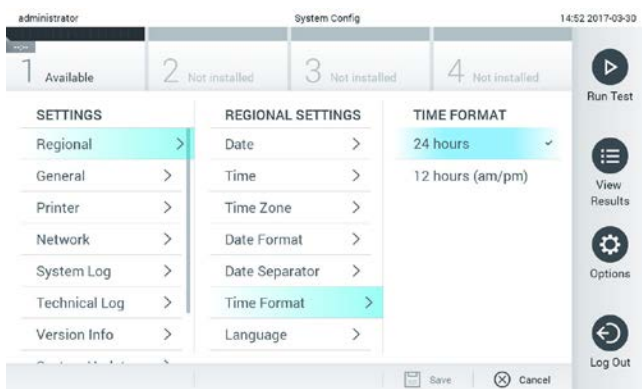 administrator System Config 14:52 2017-03-30
1 Available 2 Not installed 3 Not installed 4 Not installed
Run Test
SETTINGS REGIONAL SETTINGS TIME FORMAT
Regional Date 24 hours
General Time 12 hours (am/pm)
View Results
Printer Time Zone
Network Date Format
System Log Date Separator
Options
Technical Log Time Format
Version Info Language
Log Out
Save Cancel